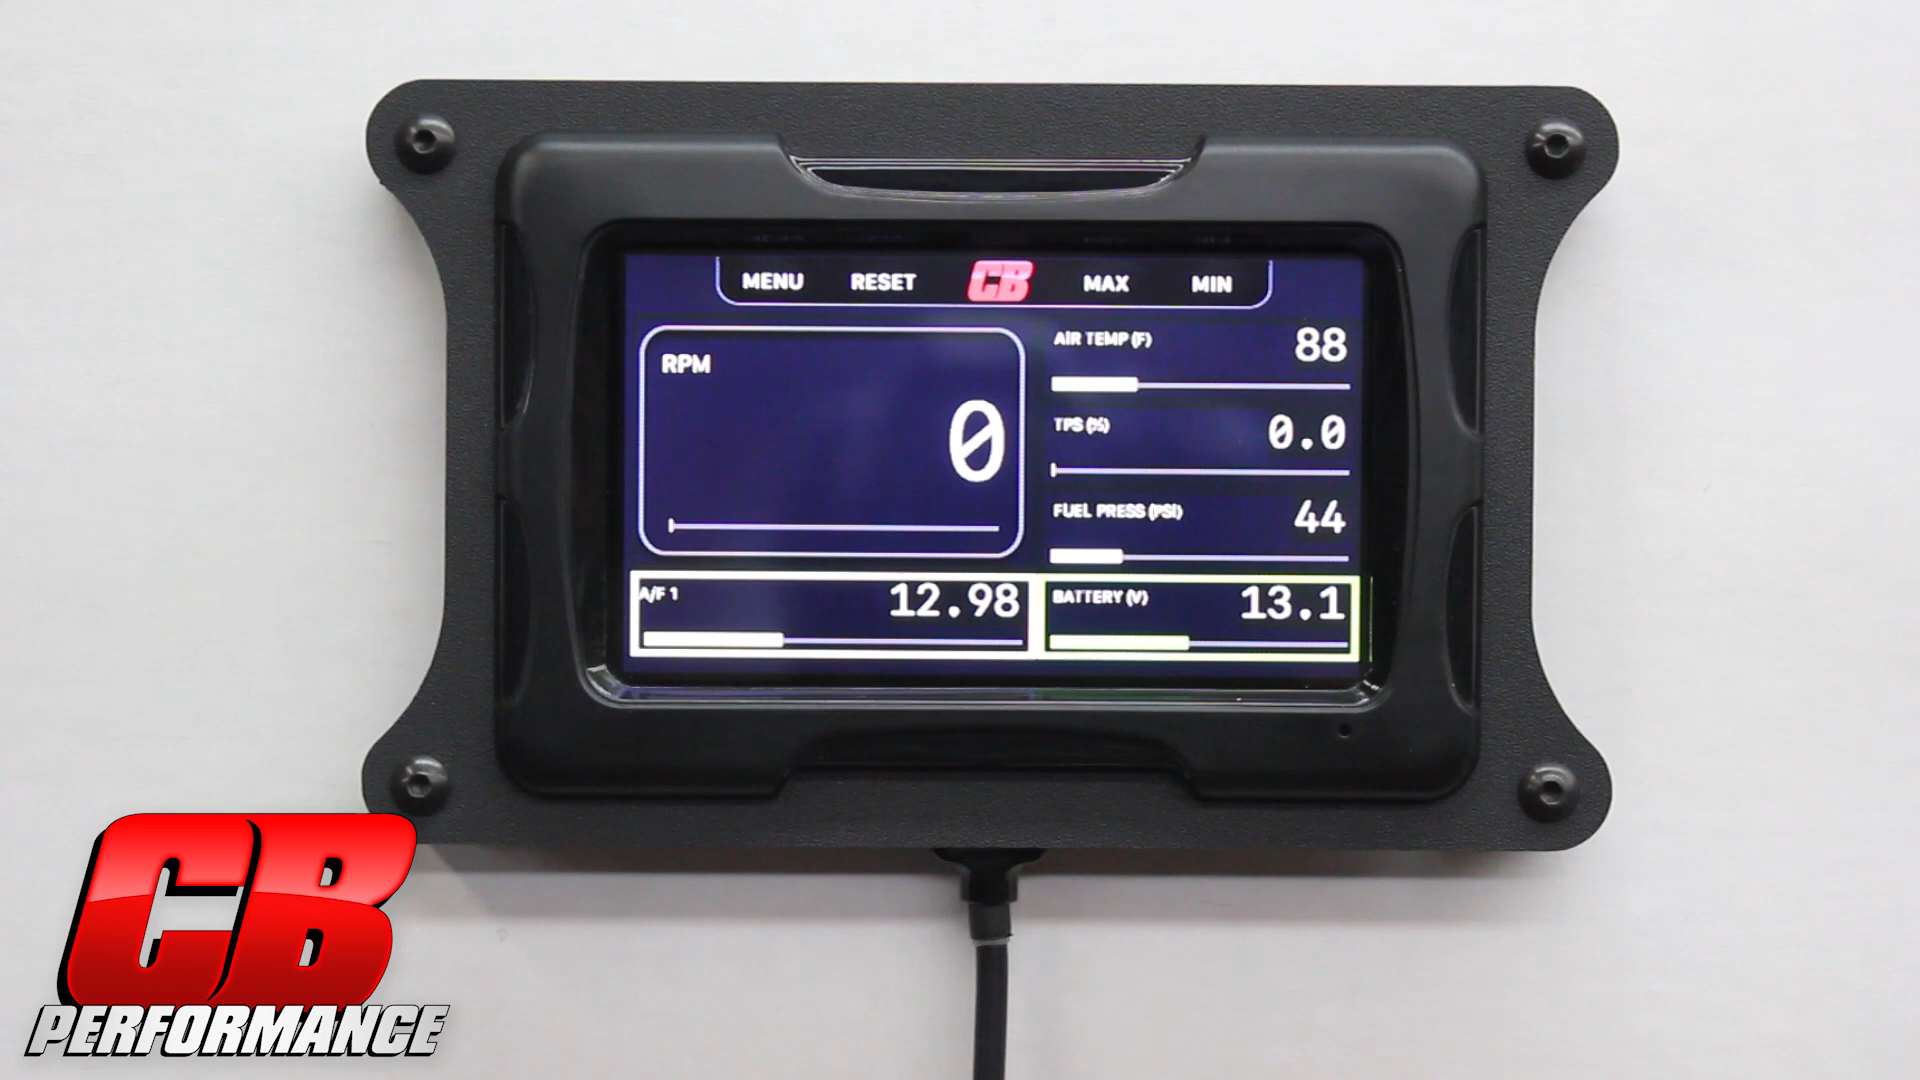 MENU RESET CB MAX MIN
RPM
0
AIR TEMP (F) 88
TPS (%) 0.0
FUEL PRESS (PSI) 44
A/F 1 12.98
BATTERY (V) 13.1
CB
PERFORMANCE